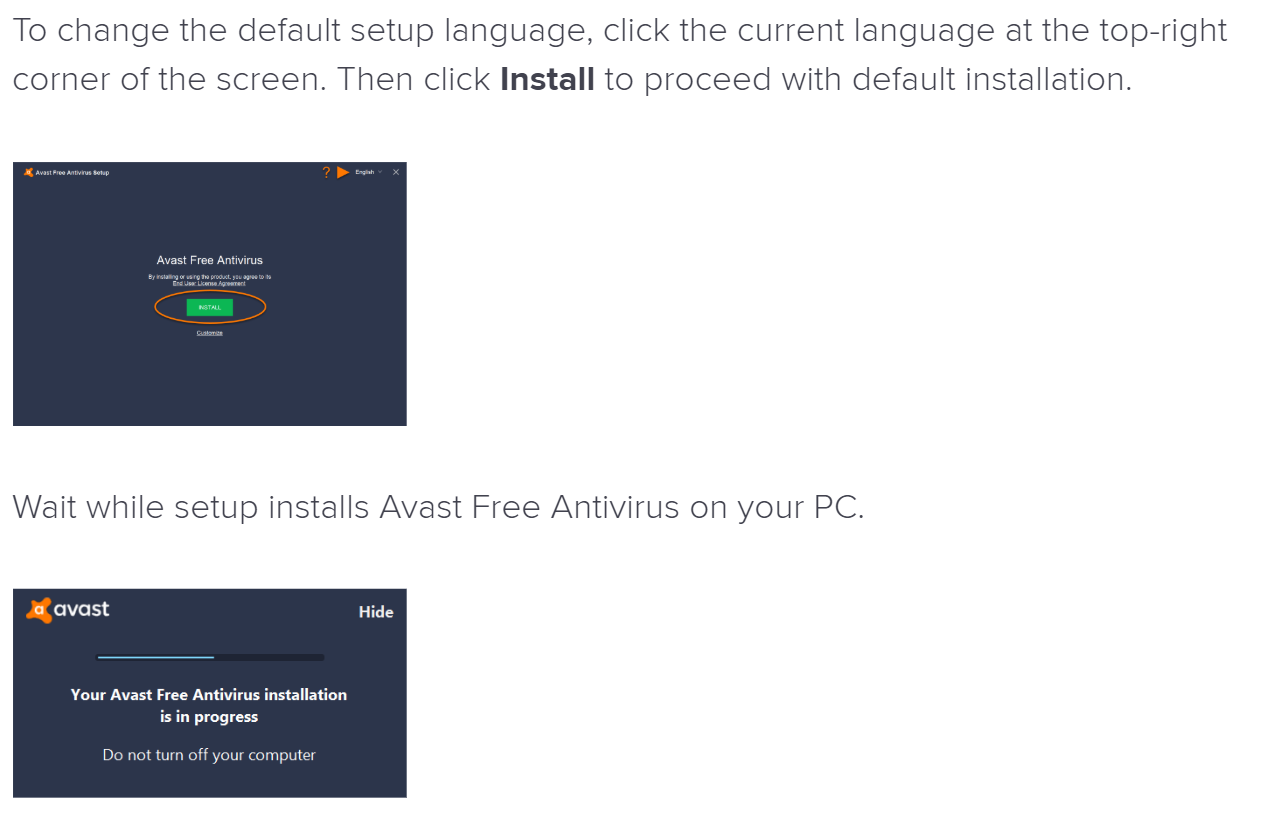 To change the default setup language, click the current language at the top-right
corner of the screen. Then click Install to proceed with default installation.
Avast Free Antivirus Setup
? English
Avast Free Antivirus
By installing or using the product, you agree to its
End User License Agreement
INSTALL
Customize
Wait while setup installs Avast Free Antivirus on your PC.
avast
Hide
Your Avast Free Antivirus installation
is in progress
Do not turn off your computer